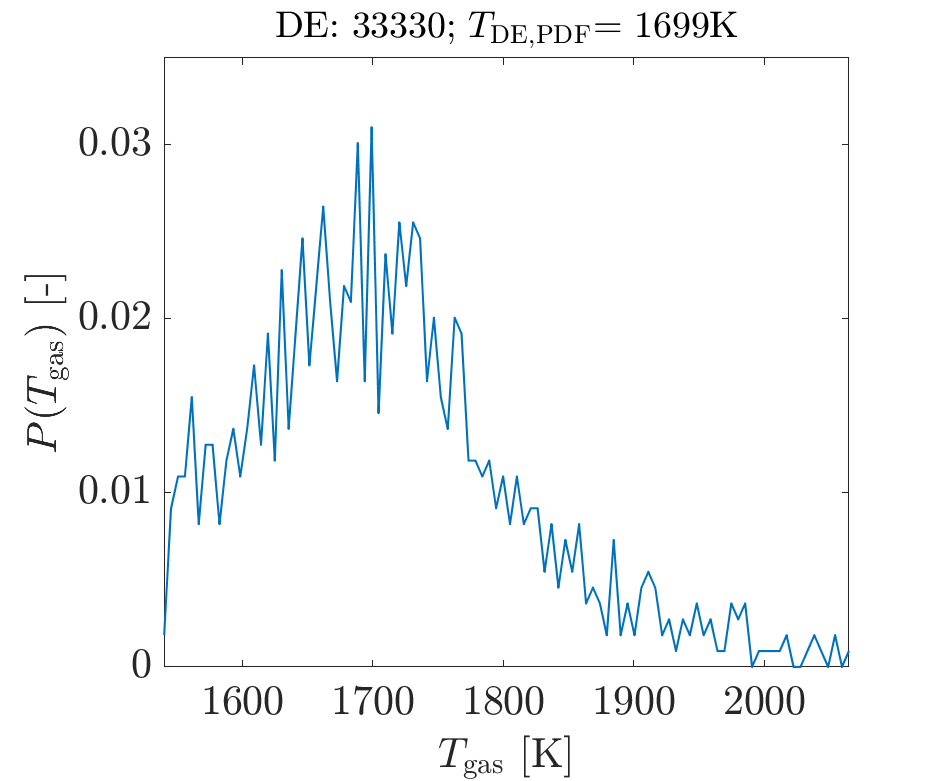 DE: 33330; T_DE,PDF= 1699K
0.03
0.02
0.01
0
P(T_gas) [-]
1600 1700 1800 1900 2000
T_gas [K]